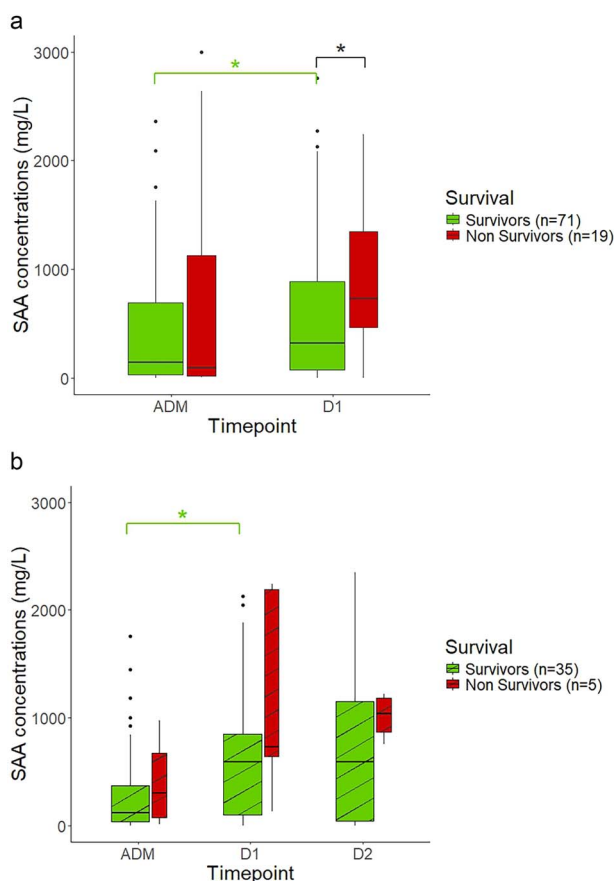 a
3000
2000
1000
0
SAA concentrations (mg/L)
*
*
ADM
D1
Timepoint
Survival
Survivors (n=71)
Non Survivors (n=19)
b
3000
2000
1000
0
SAA concentrations (mg/L)
*
ADM
D1
D2
Timepoint
Survival
Survivors (n=35)
Non Survivors (n=5)